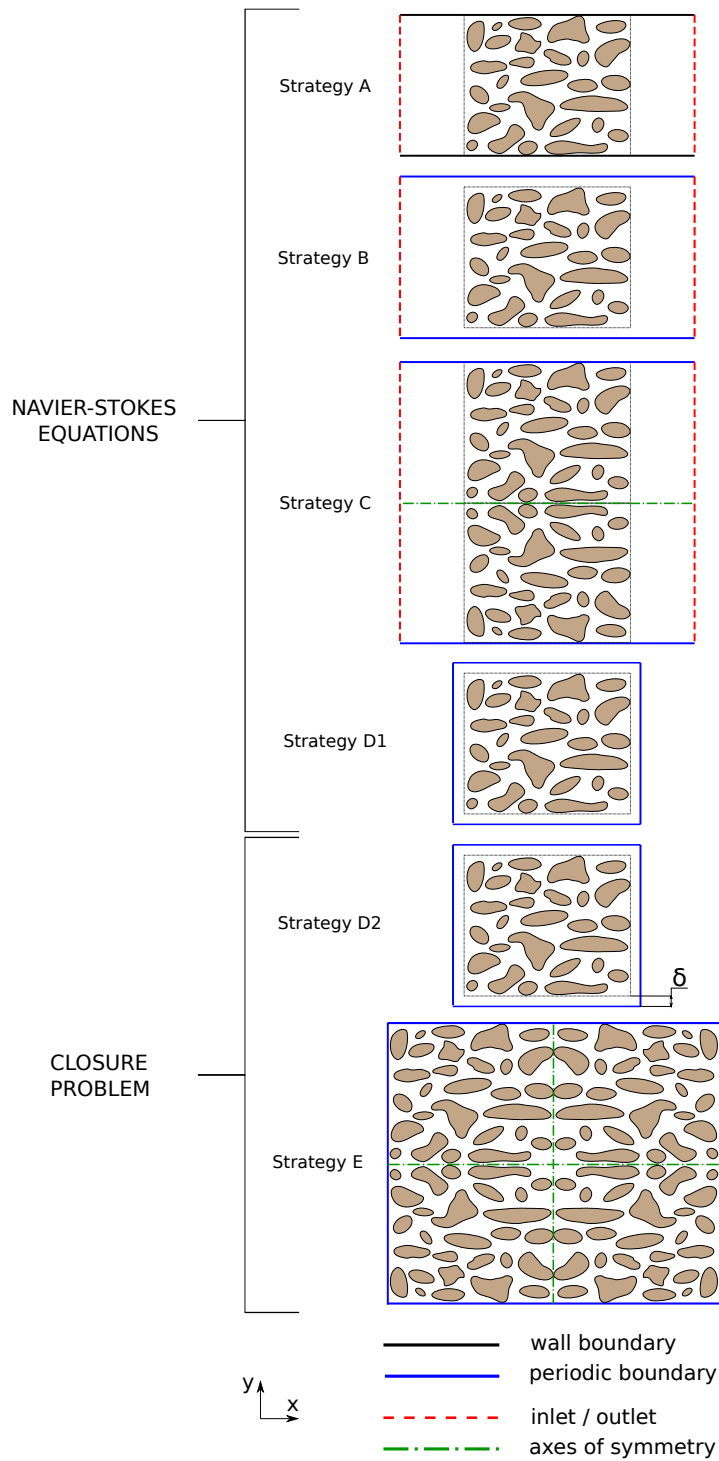 Strategy A
Strategy B
NAVIER-STOKES
EQUATIONS
Strategy C
Strategy D1
Strategy D2
δ
CLOSURE
PROBLEM
Strategy E
wall boundary
periodic boundary
inlet / outlet
axes of symmetry
y
x